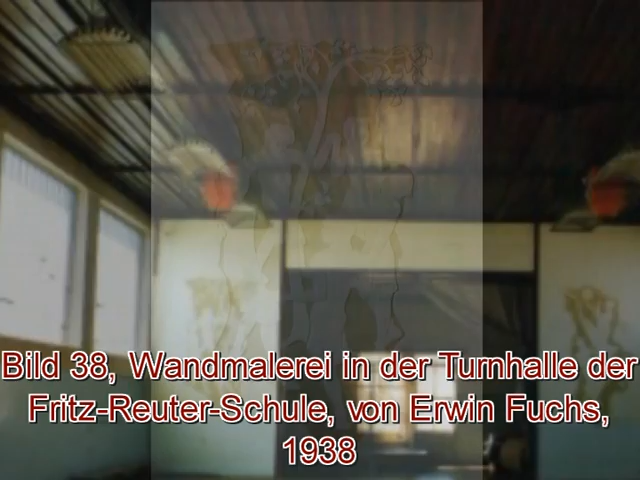 Bild 38, Wandmalerei in der Turnhalle der
Fritz-Reuter-Schule, von Erwin Fuchs,
1938